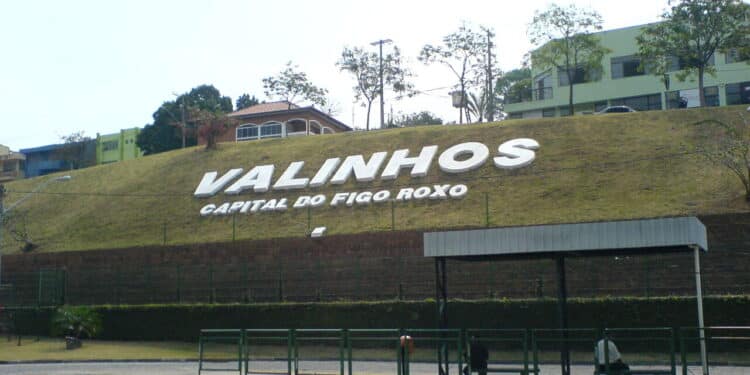 VALINHOS
CAPITAL DO FIGO ROXO